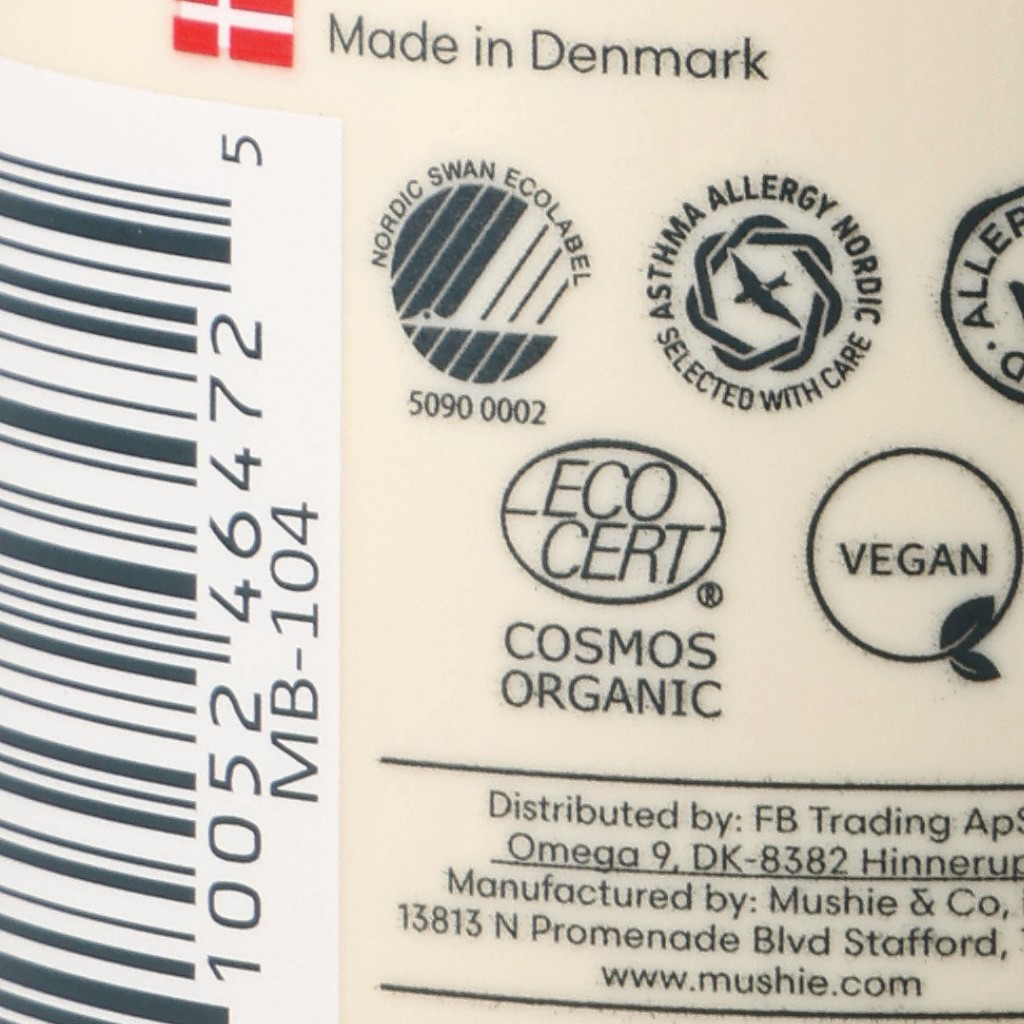 Made in Denmark
NORDIC SWAN ECOLABEL
5090 0002
ASTHMA ALLERGY NORDIC
SELECTED WITH CARE
ECO
CERT
®
COSMOS
ORGANIC
VEGAN
Distributed by: FB Trading ApS
Omega 9, DK-8382 Hinnerup
Manufactured by: Mushie & Co,
13813 N Promenade Blvd Stafford,
www.mushie.com
10052 46472 5
MB-104